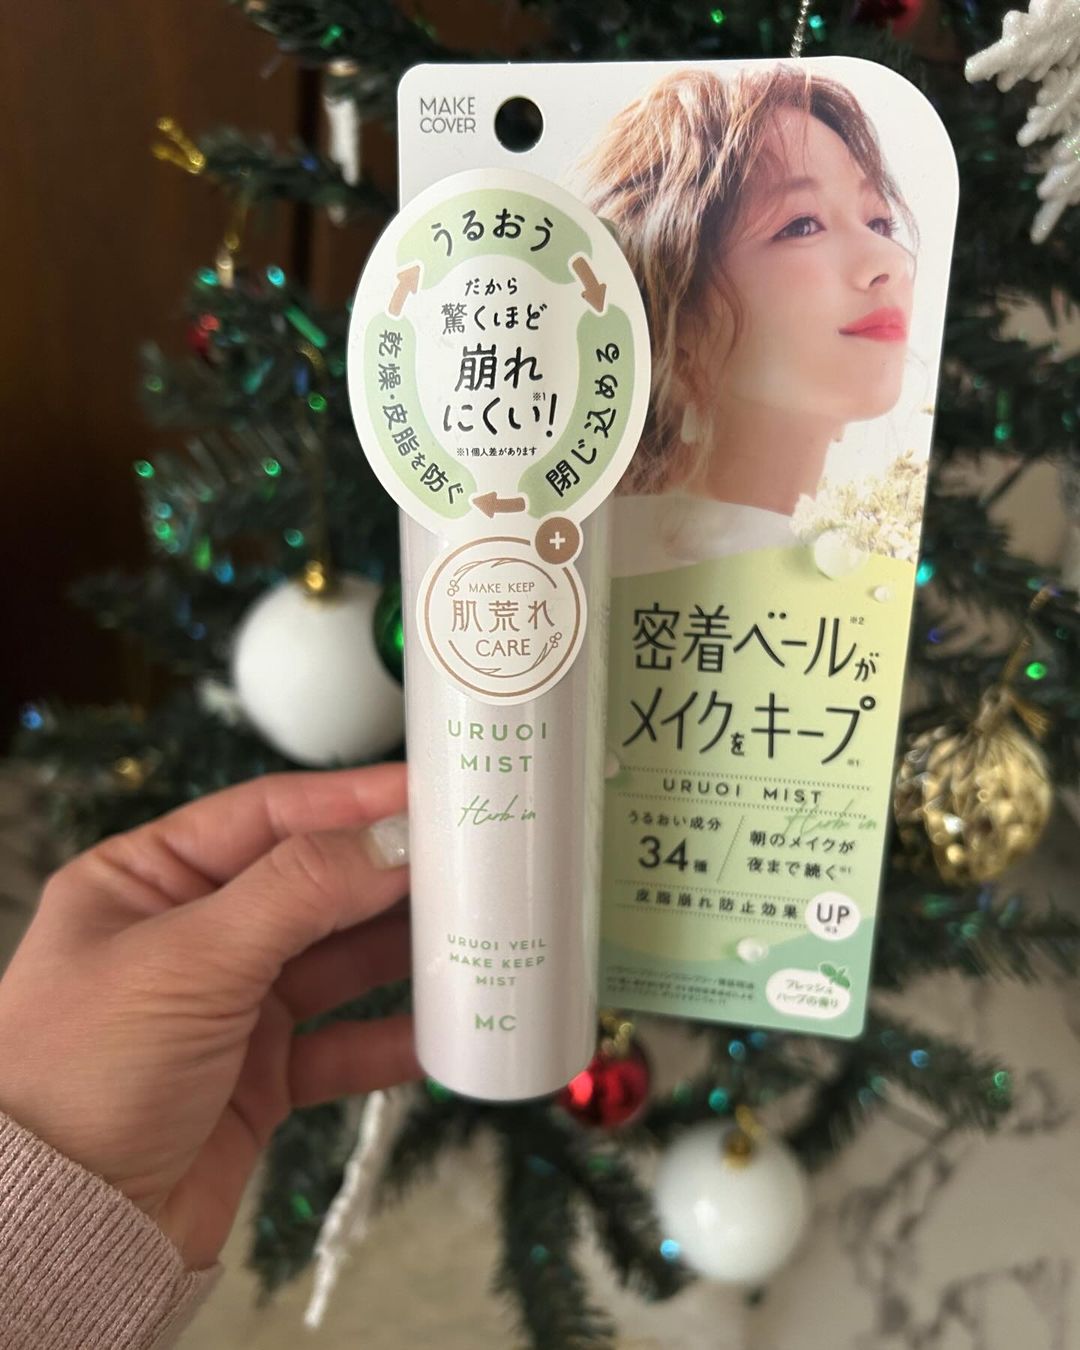 MAKE
COVER
うるおう
閉じ込める
乾燥・皮脂を防ぐ
だから
驚くほど
崩れ
にくい!※1
※1個人差があります
+
MAKE KEEP
肌荒れ
CARE
URUOI
MIST
Herb in
URUOI VEIL
MAKE KEEP
MIST
MC
密着ベール※2が
メイクをキープ※1
URUOI MIST
Herb in
うるおい成分
34種
朝のメイクが
夜まで続く※1
皮脂崩れ防止効果
UP
フレッシュ
ハーブの香り